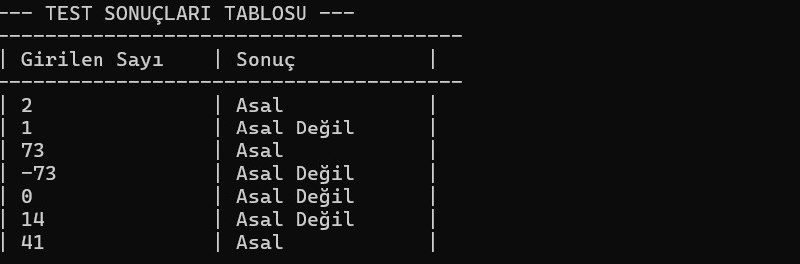 --- TEST SONUÇLARI TABLOSU ---
---------------------------------------
| Girilen Sayı    | Sonuç           |
---------------------------------------
| 2               | Asal            |
| 1               | Asal Değil      |
| 73              | Asal            |
| -73             | Asal Değil      |
| 0               | Asal Değil      |
| 14              | Asal Değil      |
| 41              | Asal            |